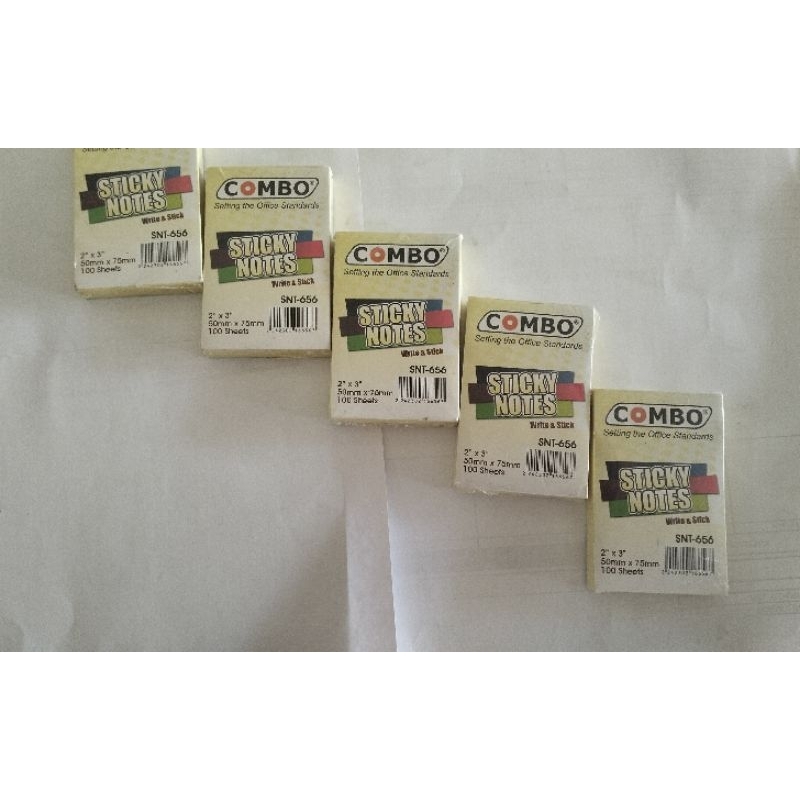 STICKY
NOTES
Write & Stick
SNT-656
2" x 3"
50mm x 75mm
100 Sheets
COMBO®
Setting the Office Standards
STICKY
NOTES
Write & Stick
SNT-656
2" x 3"
50mm x 75mm
100 Sheets
COMBO®
Setting the Office Standards
STICKY
NOTES
Write & Stick
SNT-656
2" x 3"
50mm x 75mm
100 Sheets
COMBO®
Setting the Office Standards
STICKY
NOTES
Write & Stick
SNT-656
2" x 3"
50mm x 75mm
100 Sheets
COMBO®
Setting the Office Standards
STICKY
NOTES
Write & Stick
SNT-656
2" x 3"
50mm x 75mm
100 Sheets